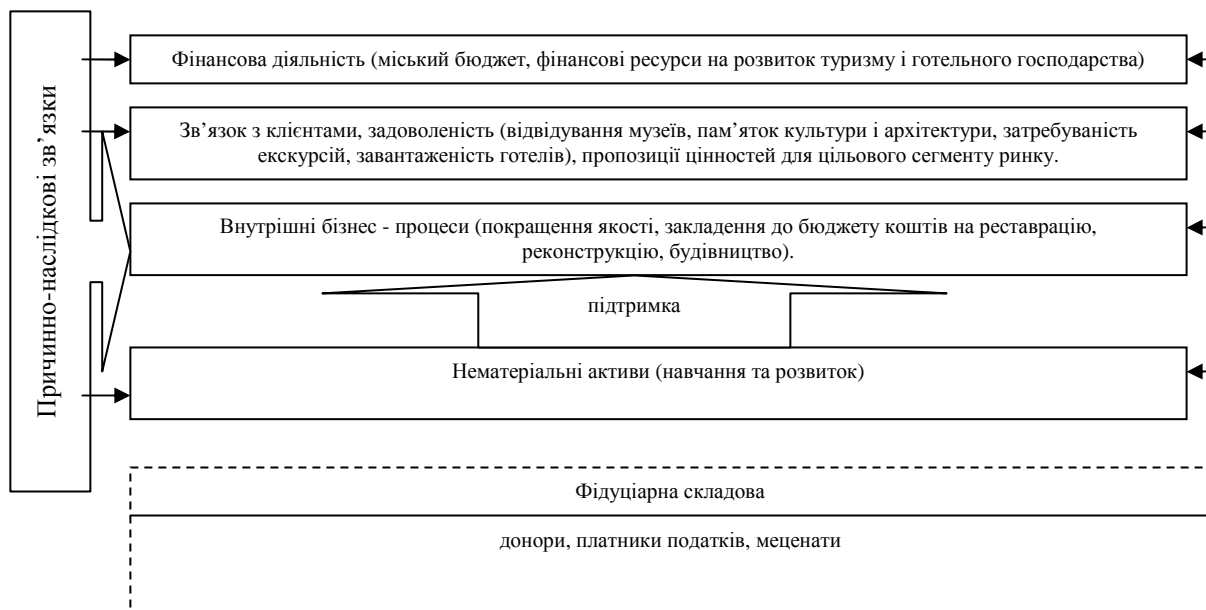 Причинно-наслідкові зв’язки
Фінансова діяльність (міський бюджет, фінансові ресурси на розвиток туризму і готельного господарства)
Зв’язок з клієнтами, задоволеність (відвідування музеїв, пам’яток культури і архітектури, затребуваність
екскурсій, завантаженість готелів), пропозиції цінностей для цільового сегменту ринку.
Внутрішні бізнес - процеси (покращення якості, закладення до бюджету коштів на реставрацію,
реконструкцію, будівництво).
підтримка
Нематеріальні активи (навчання та розвиток)
Фідуціарна складова
донори, платники податків, меценати